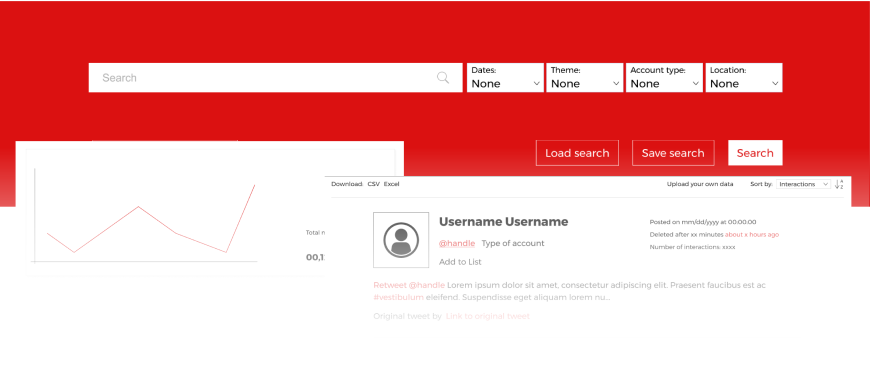 Search
Dates:
None
Theme:
None
Account type:
None
Location:
None
Load search
Save search
Search
Download: CSV Excel
Upload your own data
Sort by: Interactions
A
Z
Total
00,1
Username Username
@handle Type of account
Add to List
Posted on mm/dd/yyyy at 00:00:00
Deleted after xx minutes about x hours ago
Number of interactions: xxxx
Retweet @handle Lorem ipsum dolor sit amet, consectetur adipiscing elit. Praesent faucibus est ac
#vestibulum eleifend. Suspendisse eget aliquam lorem nu...
Original tweet by Link to original tweet